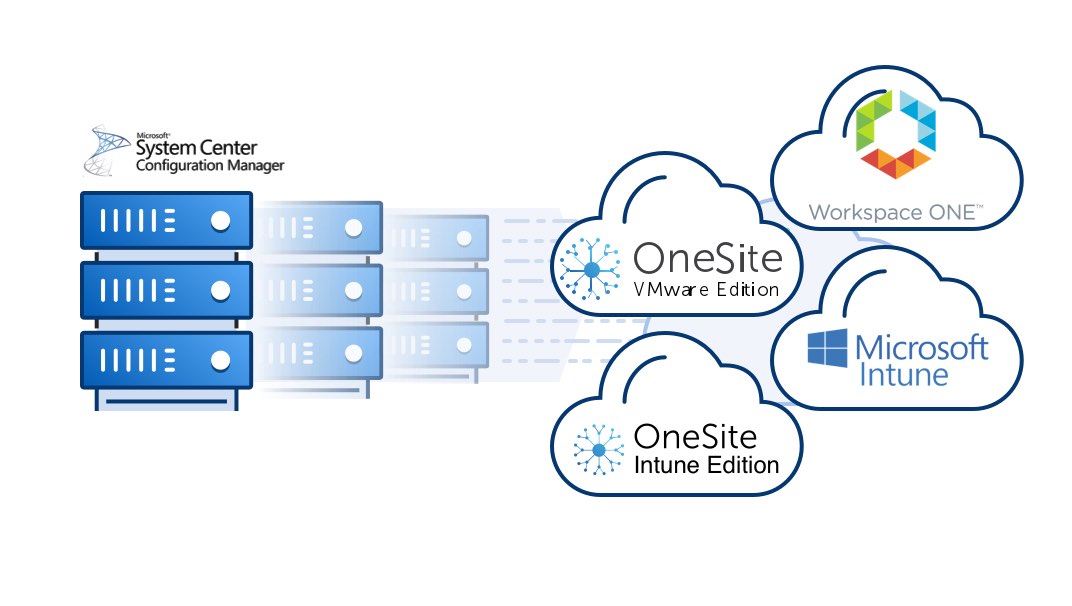 Microsoft®
System Center
Configuration Manager
Workspace ONE™
OneSite
VMware Edition
Microsoft
Intune
OneSite
Intune Edition